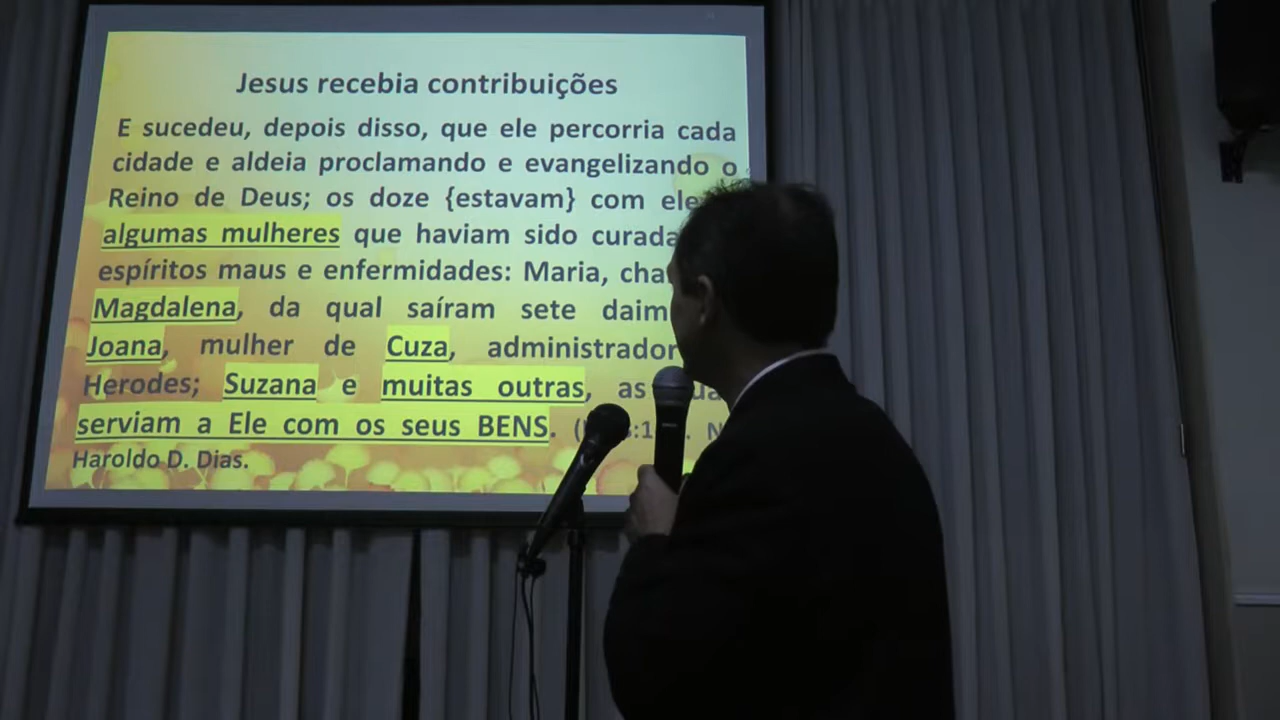 Jesus recebia contribuições
E sucedeu, depois disso, que ele percorria cada
cidade e aldeia proclamando e evangelizando o
Reino de Deus; os doze {estavam} com ele
algumas mulheres que haviam sido
espíritos maus e enfermidades: Maria,
Magdalena, da qual saíram sete
Joana, mulher de Cuza, administrador
Herodes; Suzana e muitas outras, as
serviam a Ele com os seus BENS.
Haroldo D. Dias.